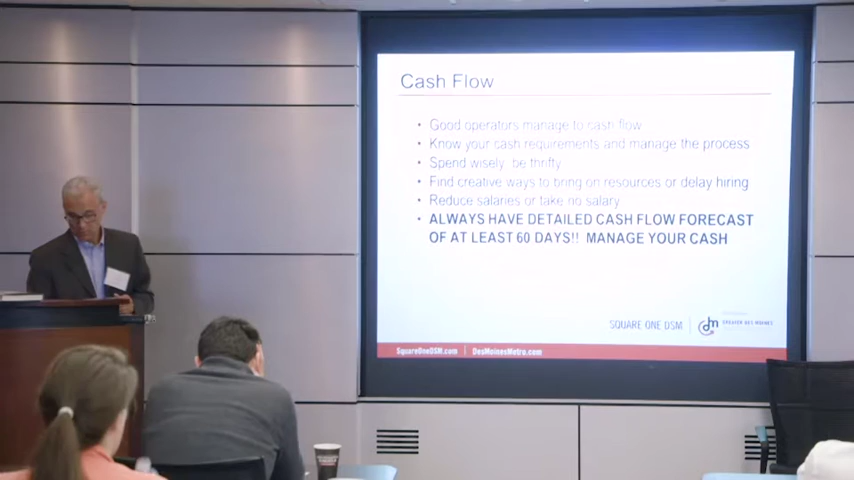 Cash Flow
• Good operators manage to cash flow
• Know your cash requirements and manage the process
• Spend wisely be thrifty
• Find creative ways to bring on resources or delay hiring
• Reduce salaries or take no salary
• ALWAYS HAVE DETAILED CASH FLOW FORECAST
OF AT LEAST 60 DAYS!! MANAGE YOUR CASH
SQUARE ONE DSM
dm
GREATER DES MOINES
SquareOneDSM.com | DesMoinesMetro.com